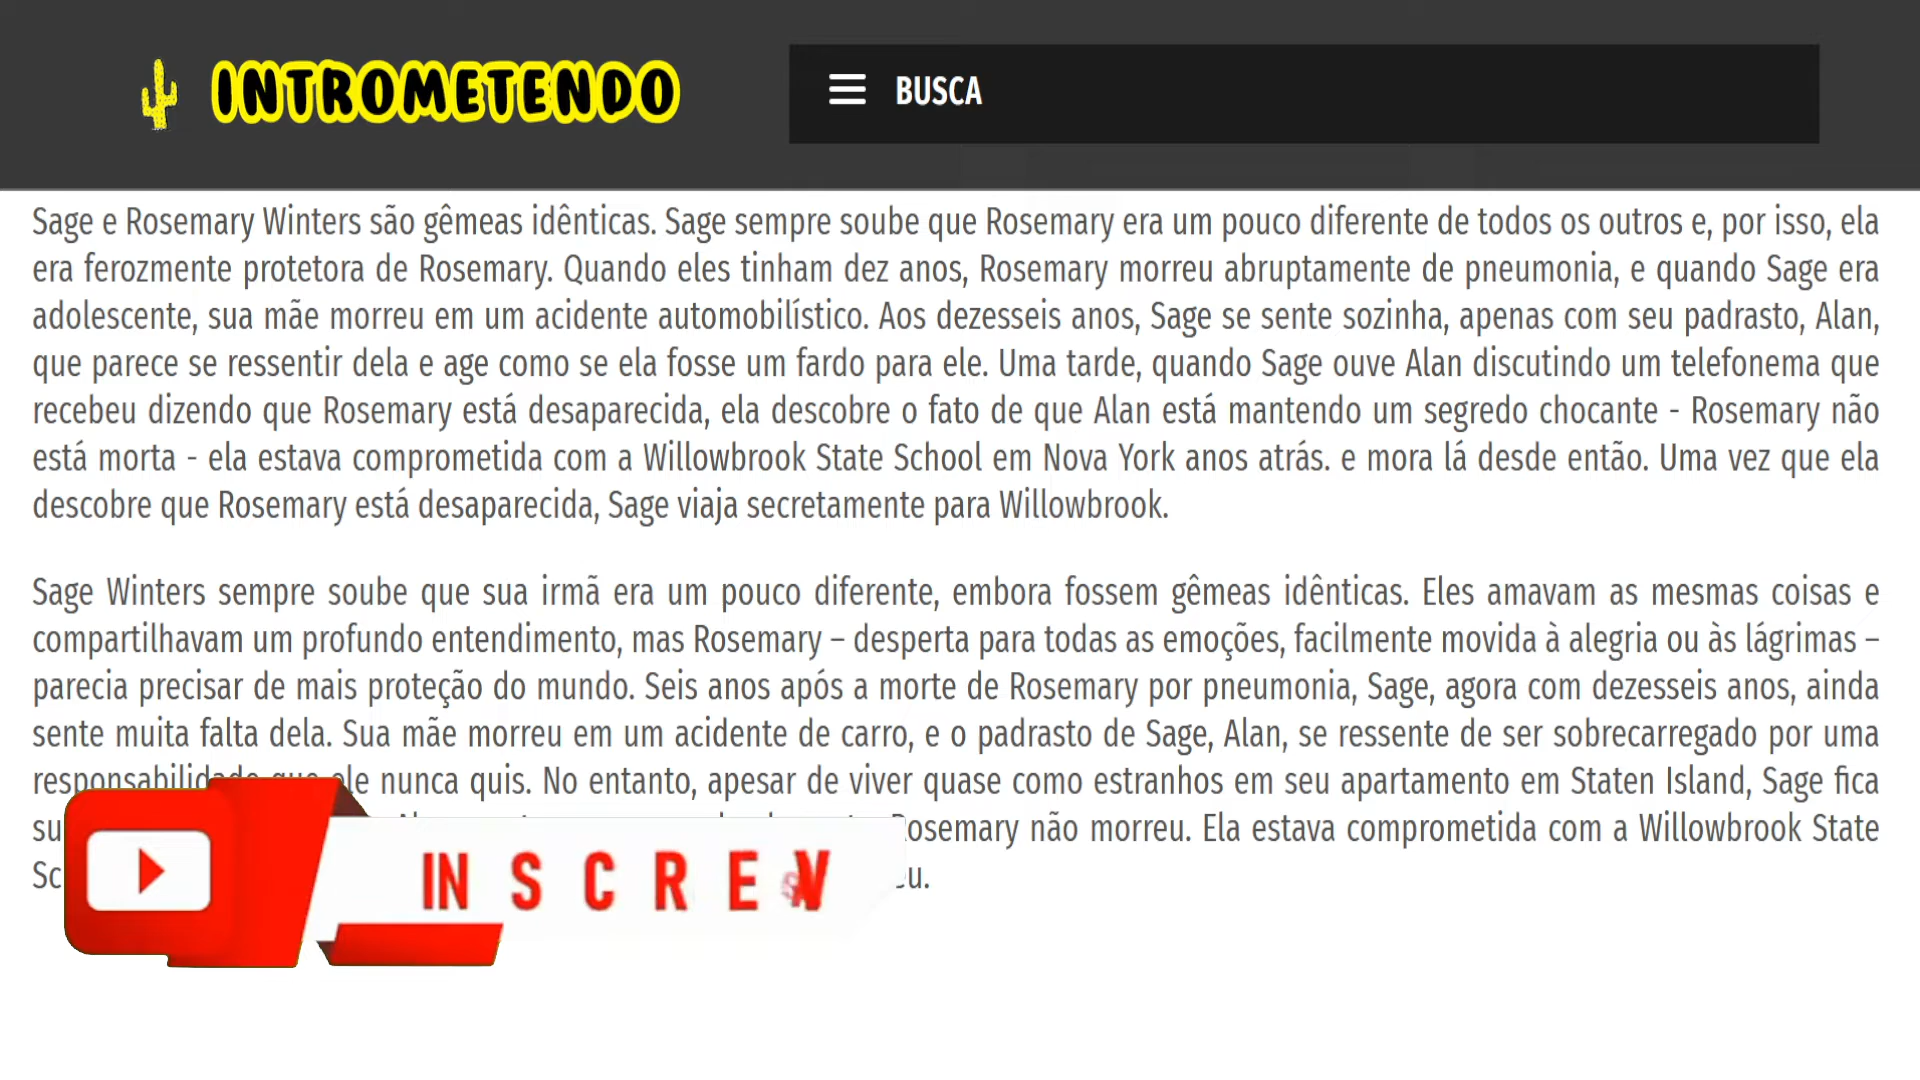 INTROMETENDO
BUSCA
Sage e Rosemary Winters são gêmeas idênticas. Sage sempre soube que Rosemary era um pouco diferente de todos os outros e, por isso, ela
era ferozmente protetora de Rosemary. Quando eles tinham dez anos, Rosemary morreu abruptamente de pneumonia, e quando Sage era
adolescente, sua mãe morreu em um acidente automobilístico. Aos dezesseis anos, Sage se sente sozinha, apenas com seu padrasto, Alan,
que parece se ressentir dela e age como se ela fosse um fardo para ele. Uma tarde, quando Sage ouve Alan discutindo um telefonema que
recebeu dizendo que Rosemary está desaparecida, ela descobre o fato de que Alan está mantendo um segredo chocante - Rosemary não
está morta - ela estava comprometida com a Willowbrook State School em Nova York anos atrás. e mora lá desde então. Uma vez que ela
descobre que Rosemary está desaparecida, Sage viaja secretamente para Willowbrook.
Sage Winters sempre soube que sua irmã era um pouco diferente, embora fossem gêmeas idênticas. Eles amavam as mesmas coisas e
compartilhavam um profundo entendimento, mas Rosemary – desperta para todas as emoções, facilmente movida à alegria ou às lágrimas –
parecia precisar de mais proteção do mundo. Seis anos após a morte de Rosemary por pneumonia, Sage, agora com dezesseis anos, ainda
sente muita falta dela. Sua mãe morreu em um acidente de carro, e o padrasto de Sage, Alan, se ressente de ser sobrecarregado por uma
responsabilidade que ele nunca quis. No entanto, apesar de viver quase como estranhos em seu apartamento em Staten Island, Sage fica
Rosemary não morreu. Ela estava comprometida com a Willowbrook State
INSCREV